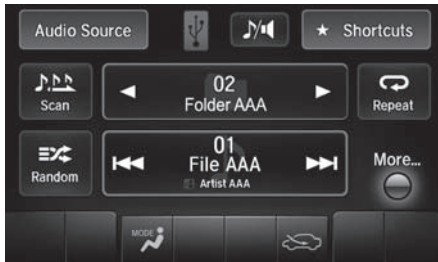 Audio Source
★ Shortcuts
Scan
02
Folder AAA
Repeat
Random
01
File AAA
Artist AAA
More...
MODE